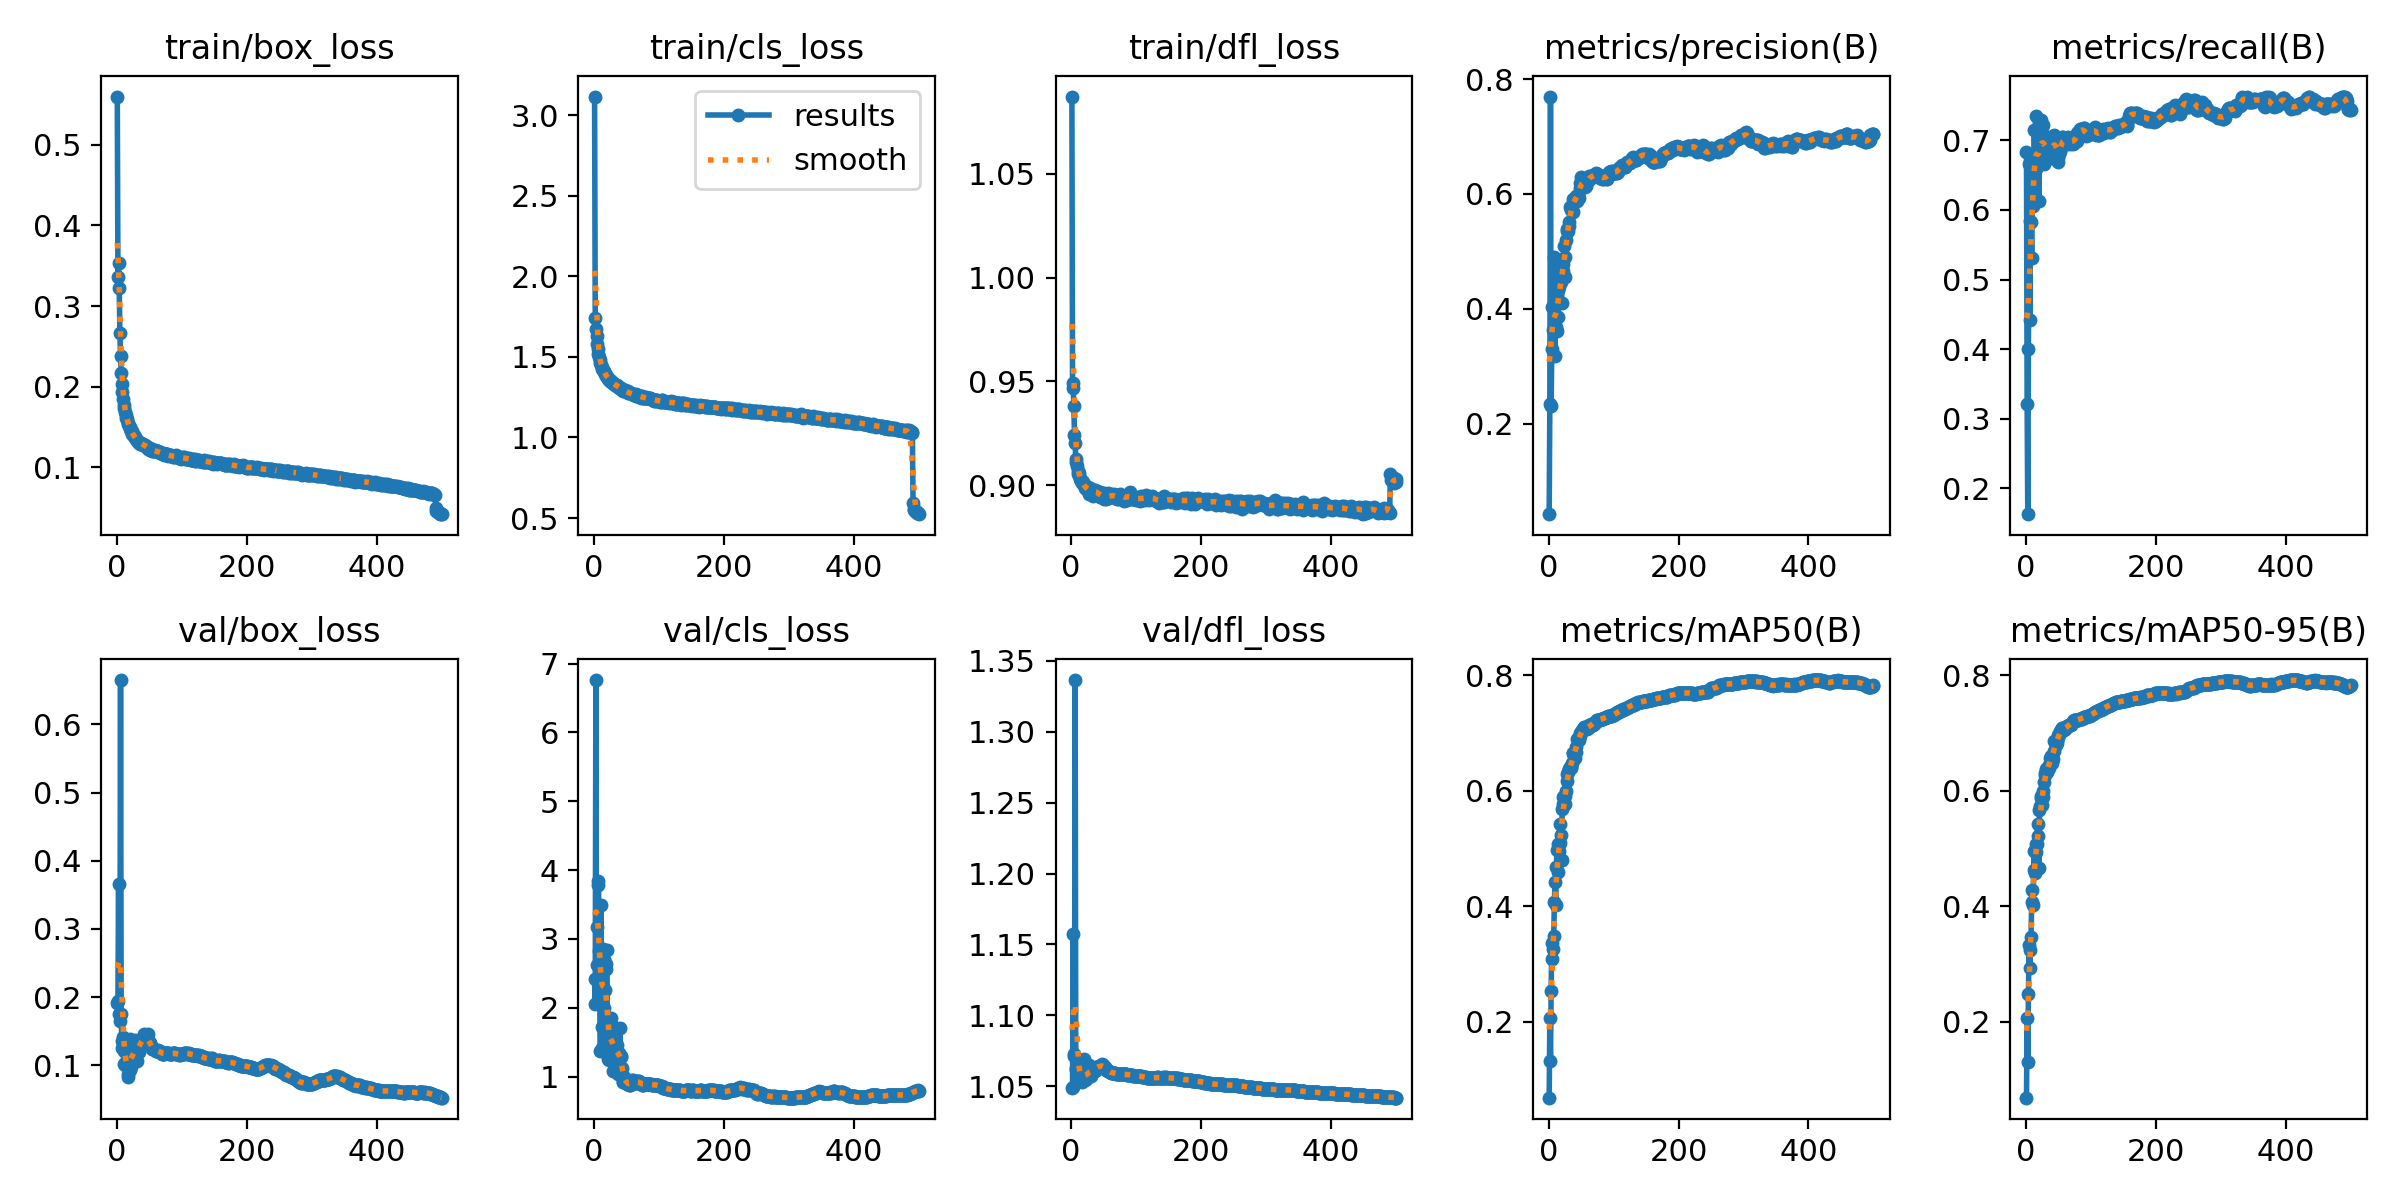 train/box_loss
train/cls_loss
train/dfl_loss
metrics/precision(B)
metrics/recall(B)
0.5
0.4
0.3
0.2
0.1
0 200 400
3.0
2.5
2.0
1.5
1.0
0.5
0 200 400
results
smooth
1.05
1.00
0.95
0.90
0 200 400
0.8
0.6
0.4
0.2
0 200 400
0.7
0.6
0.5
0.4
0.3
0.2
0 200 400
val/box_loss
val/cls_loss
val/dfl_loss
metrics/mAP50(B)
metrics/mAP50-95(B)
0.6
0.5
0.4
0.3
0.2
0.1
0 200 400
7
6
5
4
3
2
1
0 200 400
1.35
1.30
1.25
1.20
1.15
1.10
1.05
0 200 400
0.8
0.6
0.4
0.2
0 200 400
0.8
0.6
0.4
0.2
0 200 400